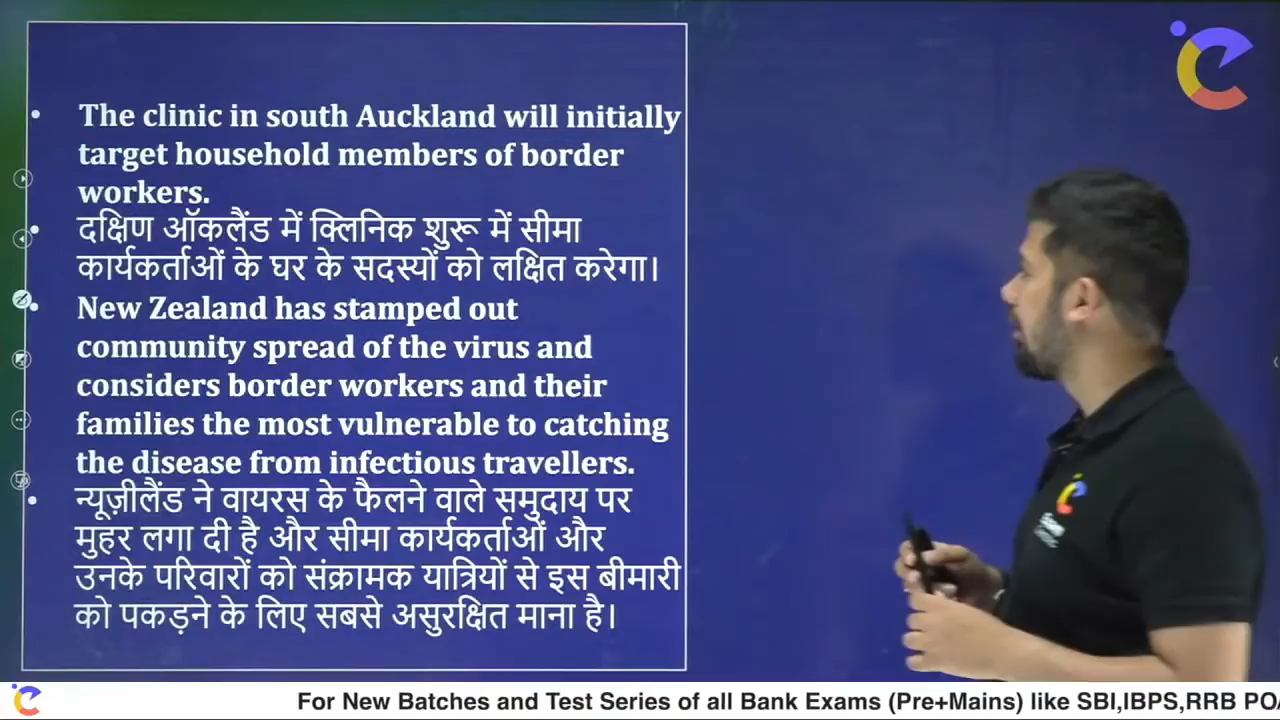 The clinic in south Auckland will initially
target household members of border
workers.
दक्षिण ऑकलैंड में क्लिनिक शुरू में सीमा
कार्यकर्ताओं के घर के सदस्यों को लक्षित करेगा।
New Zealand has stamped out
community spread of the virus and
considers border workers and their
families the most vulnerable to catching
the disease from infectious travellers.
न्यूज़ीलैंड ने वायरस के फैलने वाले समुदाय पर
मुहर लगा दी है और सीमा कार्यकर्ताओं और
उनके परिवारों को संक्रामक यात्रियों से इस बीमारी
को पकड़ने के लिए सबसे असुरक्षित माना है।
For New Batches and Test Series of all Bank Exams (Pre+Mains) like SBI,IBPS,RRB